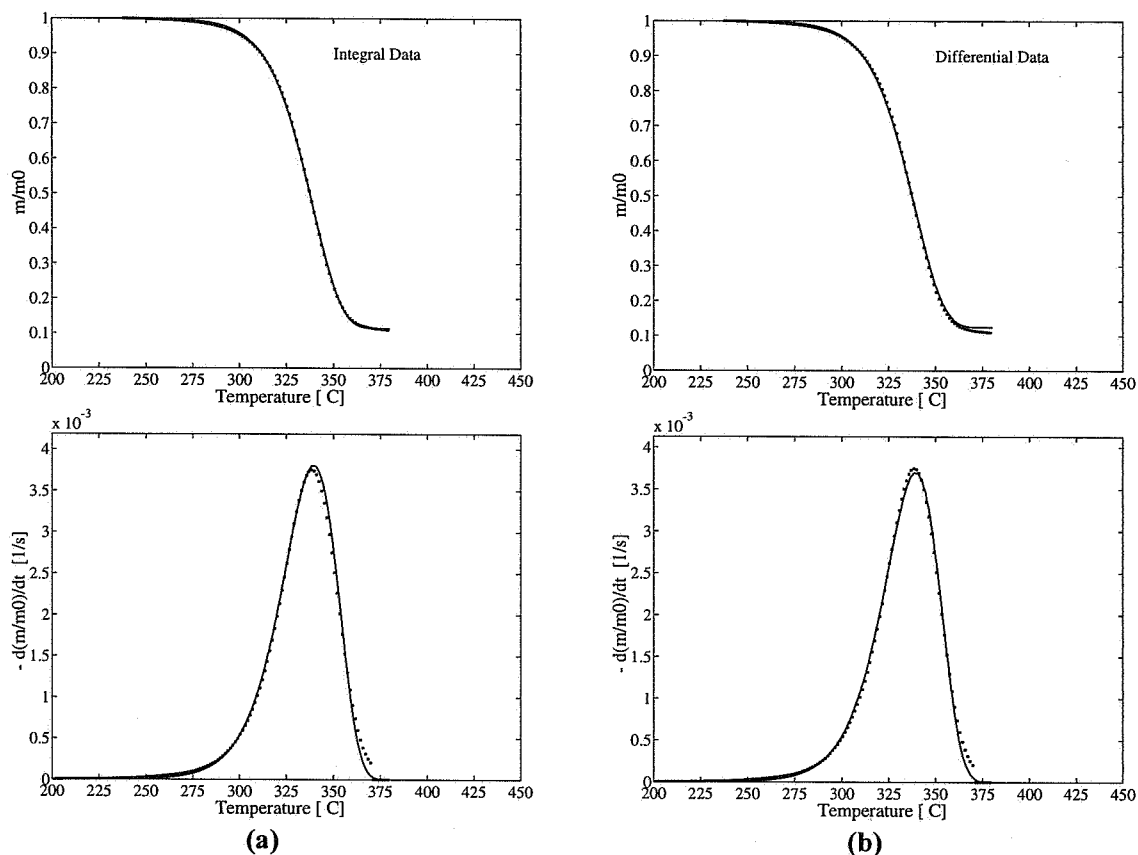 1
0.9
0.8
0.7
0.6
0.5
0.4
0.3
0.2
0.1
0
m/m0
Integral Data
200 225 250 275 300 325 350 375 400 425 450
Temperature [ C]
1
0.9
0.8
0.7
0.6
0.5
0.4
0.3
0.2
0.1
0
m/m0
Differential Data
200 225 250 275 300 325 350 375 400 425 450
Temperature [ C]
x 10-3
4
3.5
3
2.5
2
1.5
1
0.5
0
- d(m/m0)/dt [1/s]
200 225 250 275 300 325 350 375 400 425 450
Temperature [ C]
(a)
x 10-3
4
3.5
3
2.5
2
1.5
1
0.5
0
- d(m/m0)/dt [1/s]
200 225 250 275 300 325 350 375 400 425 450
Temperature [ C]
(b)